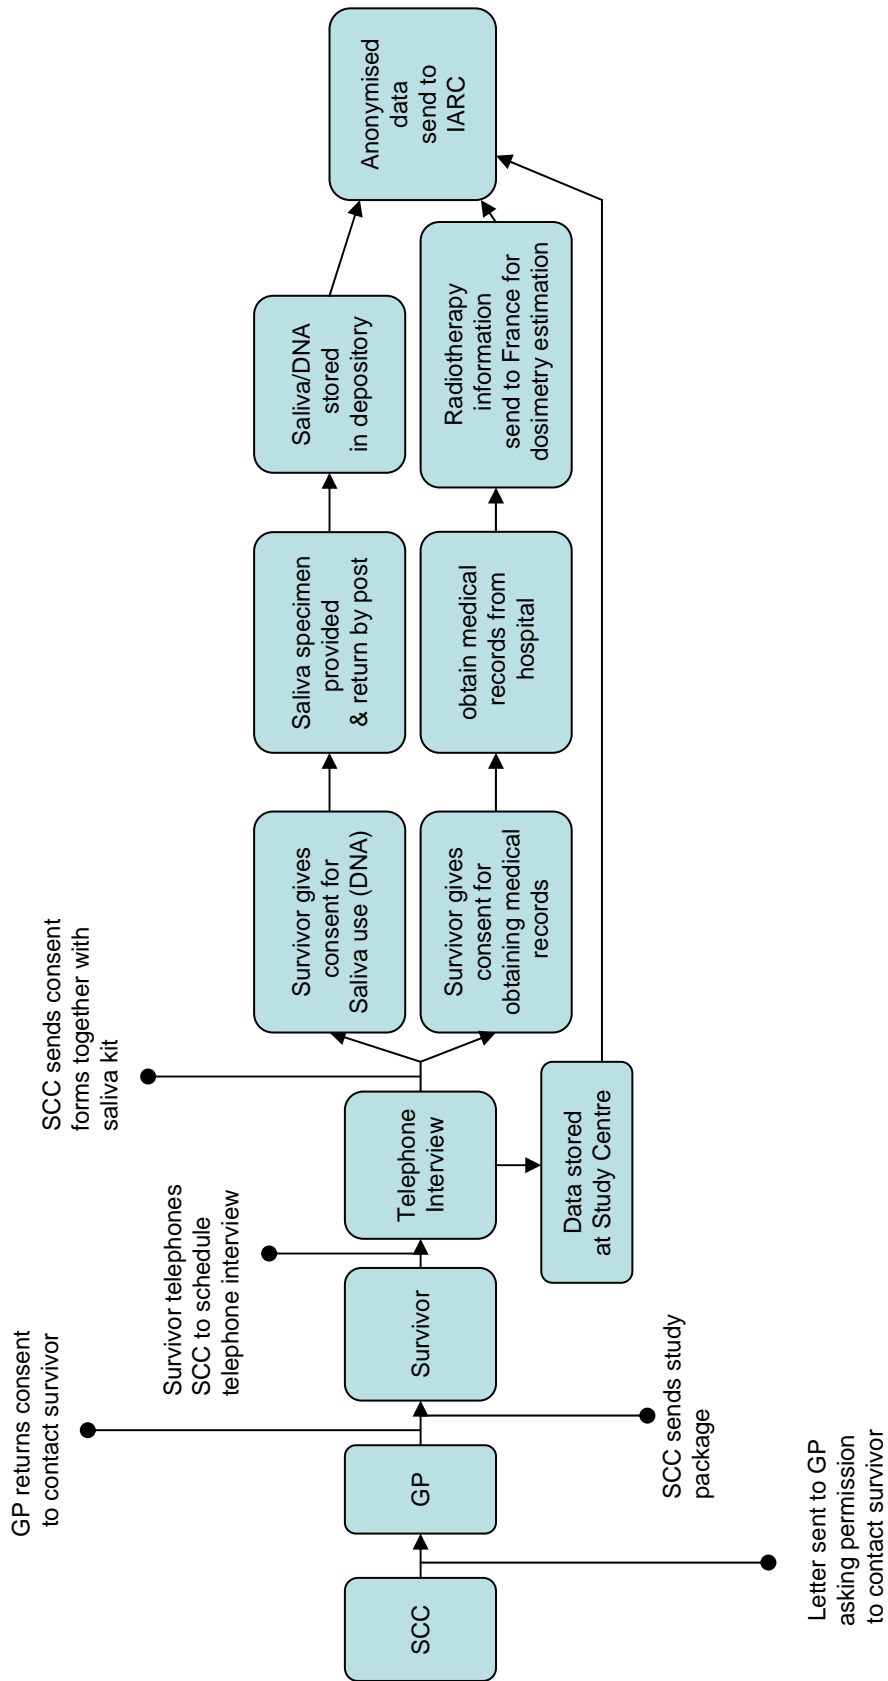 SCC
Letter sent to GP
asking permission
to contact survivor
GP
GP returns consent
to contact survivor
SCC sends study
package
Survivor
Survivor telephones
SCC to schedule
telephone interview
Telephone
Interview
SCC sends consent
forms together with
saliva kit
Data stored
at Study Centre
Survivor gives
consent for
Saliva use (DNA)
Saliva specimen
provided
& return by post
Saliva/DNA
stored
in depository
Survivor gives
consent for
obtaining medical
records
obtain medical
records from
hospital
Radiotherapy
information
send to France for
dosimetry estimation
Anonymised
data
send to
IARC